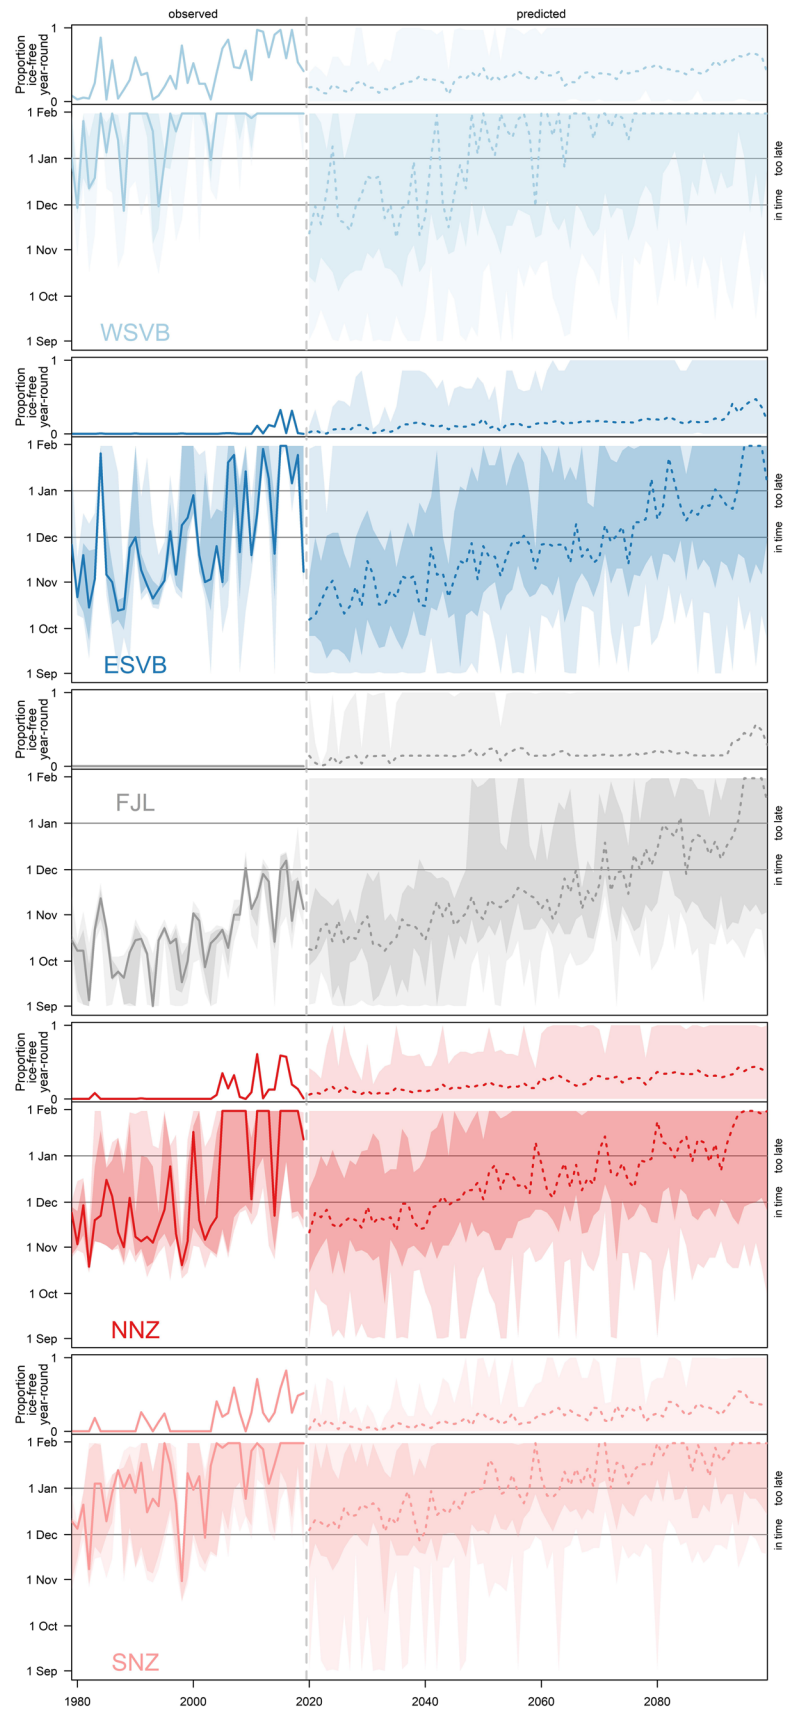 observed predicted
Proportion
ice-free
year-round
1
0
1 Feb
1 Jan
1 Dec
1 Nov
1 Oct
1 Sep
too late
in time
WSVB
Proportion
ice-free
year-round
1
0
1 Feb
1 Jan
1 Dec
1 Nov
1 Oct
1 Sep
too late
in time
ESVB
Proportion
ice-free
year-round
1
0
1 Feb
1 Jan
1 Dec
1 Nov
1 Oct
1 Sep
too late
in time
FJL
Proportion
ice-free
year-round
1
0
1 Feb
1 Jan
1 Dec
1 Nov
1 Oct
1 Sep
too late
in time
NNZ
Proportion
ice-free
year-round
1
0
1 Feb
1 Jan
1 Dec
1 Nov
1 Oct
1 Sep
too late
in time
SNZ
1980 2000 2020 2040 2060 2080